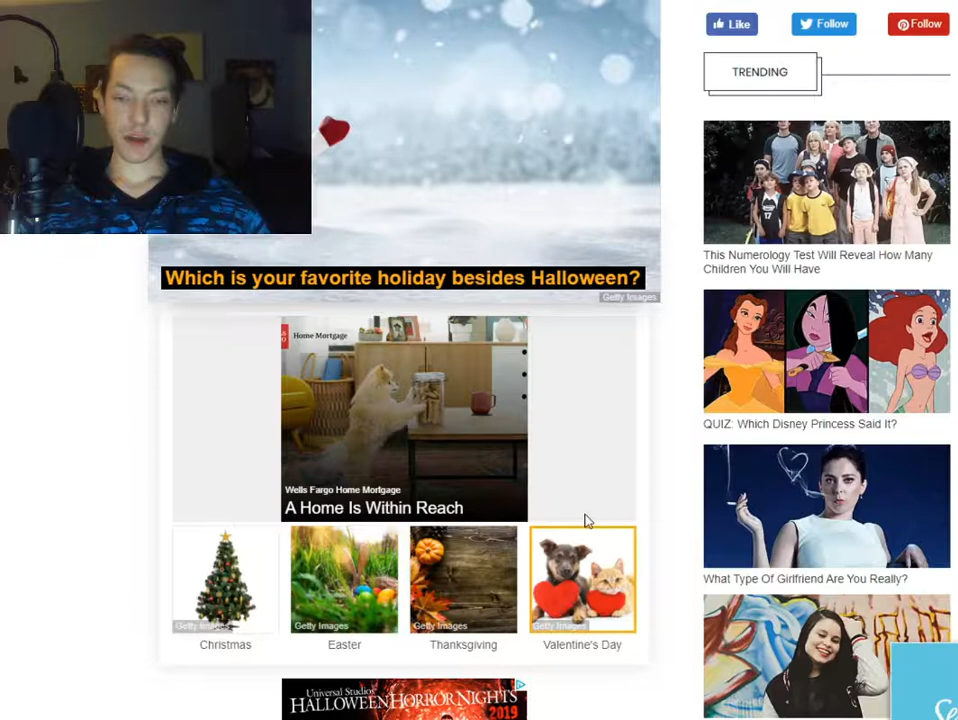 Like
Follow
Follow
TRENDING
Which is your favorite holiday besides Halloween?
Getty Images
This Numerology Test Will Reveal How Many
Children You Will Have
Home Mortgage
Wells Fargo Home Mortgage
A Home Is Within Reach
QUIZ: Which Disney Princess Said It?
Getty Images
Getty Images
Getty Images
Getty Images
Christmas
Easter
Thanksgiving
Valentine's Day
What Type Of Girlfriend Are You Really?
Universal Studios'
HALLOWEEN HORROR NIGHTS
2019